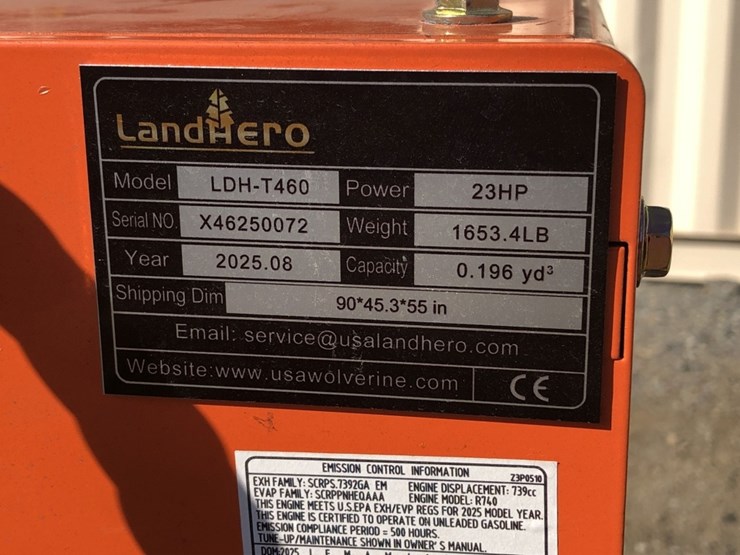 LandHero
Model LDH-T460 Power 23HP
Serial NO. X46250072 Weight 1653.4LB
Year 2025.08 Capacity 0.196 yd³
Shipping Dim 90*45.3*55 in
Email: service@usalandhero.com
Website:www.usawolverine.com CE
EMISSION CONTROL INFORMATION Z3P0510
EXH FAMILY: SCRPS.7392GA EM ENGINE DISPLACEMENT: 739cc
EVAP FAMILY: SCRPPNHEQAAA ENGINE MODEL: R740
THIS ENGINE MEETS U.S.EPA EXH/EVP REGS FOR 2025 MODEL YEAR.
THIS ENGINE IS CERTIFIED TO OPERATE ON UNLEADED GASOLINE.
EMISSION COMPLIANCE PERIOD = 500 HOURS.
TUNE-UP/MAINTENANCE SHOWN IN OWNER'S MANUAL.
DOM:2025